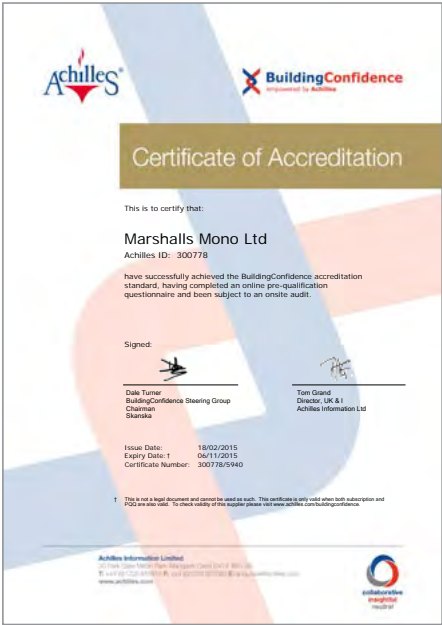 Achilles®
BuildingConfidence
empowered by Achilles
Certificate of Accreditation
This is to certify that:
Marshalls Mono Ltd
Achilles ID: 300778
have successfully achieved the BuildingConfidence accreditation
standard, having completed an online pre-qualification
questionnaire and been subject to an onsite audit.
Signed:
Dale Turner
BuildingConfidence Steering Group
Chairman
Skanska
Tom Grand
Director, UK & I
Achilles Information Ltd
Issue Date: 18/02/2015
Expiry Date: † 06/11/2015
Certificate Number: 300778/5940
† This is not a legal document and cannot be used as such. This certificate is only valid when both subscription and
PQQ are also valid. To check validity of this supplier please visit www.achilles.com/buildingconfidence.
Achilles Information Limited
www.achilles.com
collaborative
insightful
neutral